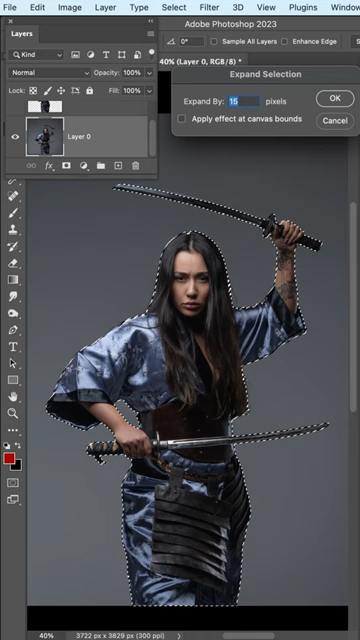 File Edit Image Layer Type Select Filter 3D View Plugins Window
Adobe Photoshop 2023
0° Sample All Layers Enhance Edge
Layers
Kind
Normal Opacity: 100%
Lock: Fill: 100%
Layer 0
fx
40% (Layer 0, RGB/8) *
Expand Selection
Expand By: 15 pixels
Apply effect at canvas bounds
OK
Cancel
T
40% 3722 px x 3829 px (300 ppi)